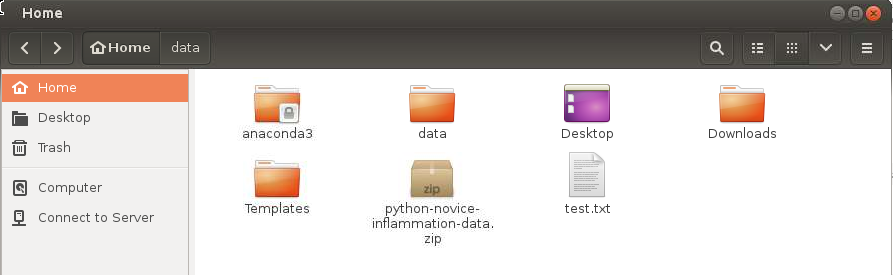 Home
Home data
Home
Desktop
Trash
Computer
Connect to Server
anaconda3 data Desktop Downloads
Templates python-novice- test.txt
inflammation-data.
zip
zip